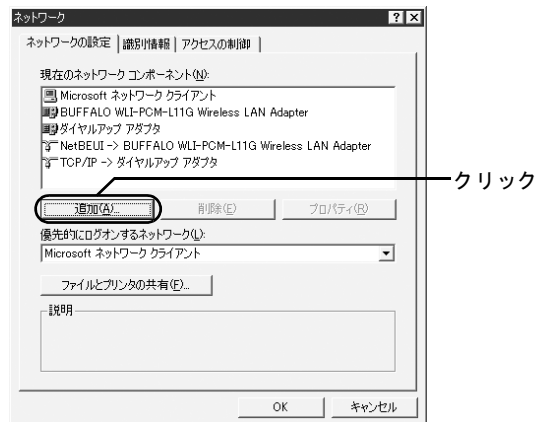 ネットワーク
ネットワークの設定 識別情報 アクセスの制御
現在のネットワーク コンポーネント(N):
Microsoft ネットワーク クライアント
BUFFALO WLI-PCM-L11G Wireless LAN Adapter
ダイヤルアップ アダプタ
NetBEUI -> BUFFALO WLI-PCM-L11G Wireless LAN Adapter
TCP/IP -> ダイヤルアップ アダプタ
クリック
追加(A)... 削除(E) プロパティ(R)
優先的にログオンするネットワーク(L):
Microsoft ネットワーク クライアント
ファイルとプリンタの共有(F)...
説明
OK キャンセル